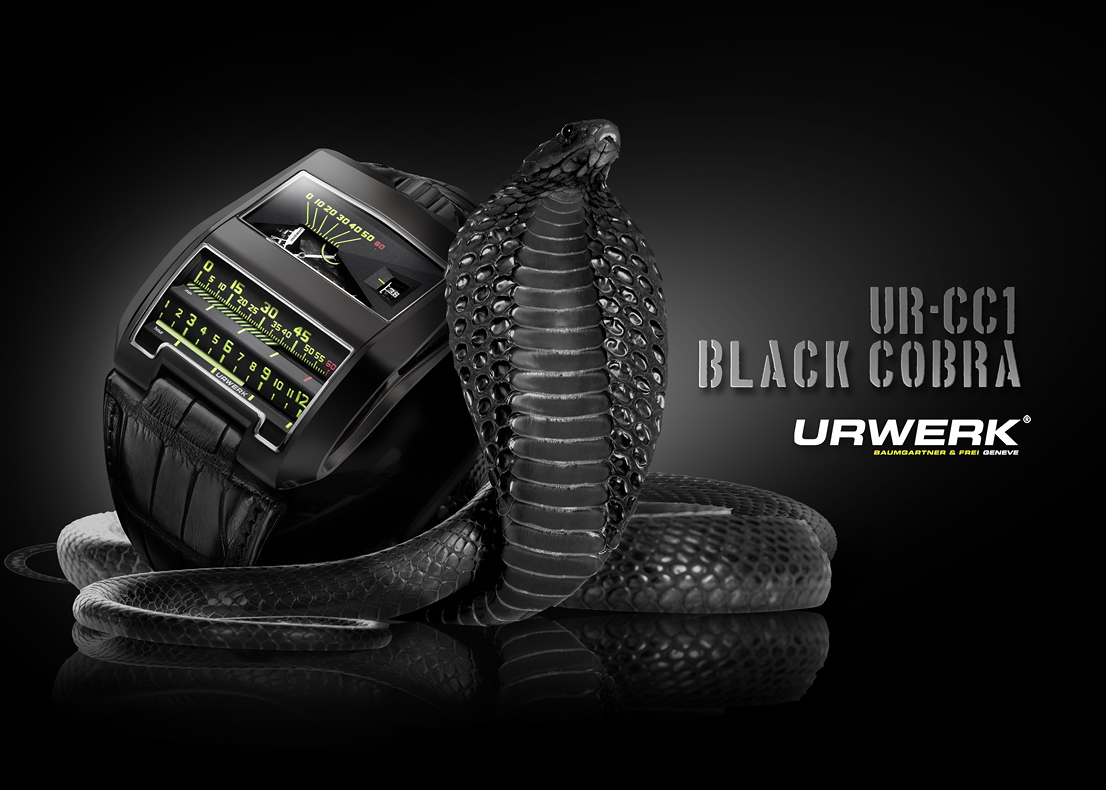 0 10 20 30 40 50 60
0 15 30 45
5 10 20 25 35 40 50 55 60
1 2 3 4 5 6 7 8 9 10 11 12
URWERK
UR-CC1
BLACK COBRA
URWERK®
BAUMGARTNER & FREI GENEVE